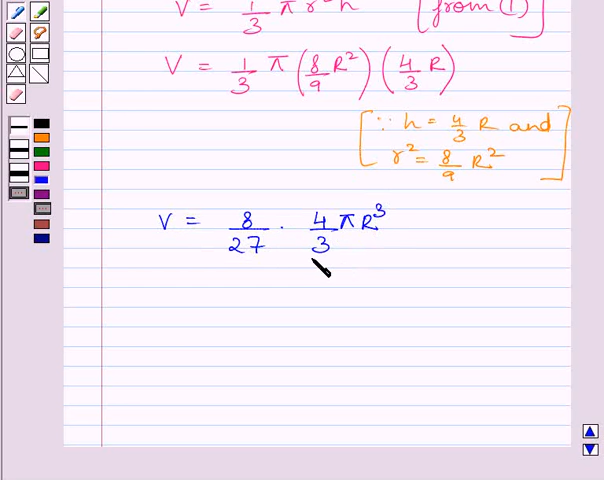 V = 1/3 π r² h [from (1)]
V = 1/3 π (8/9 R²) (4/3 R)
[∵ h = 4/3 R and
r² = 8/9 R²]
V = 8/27 · 4/3 π R³